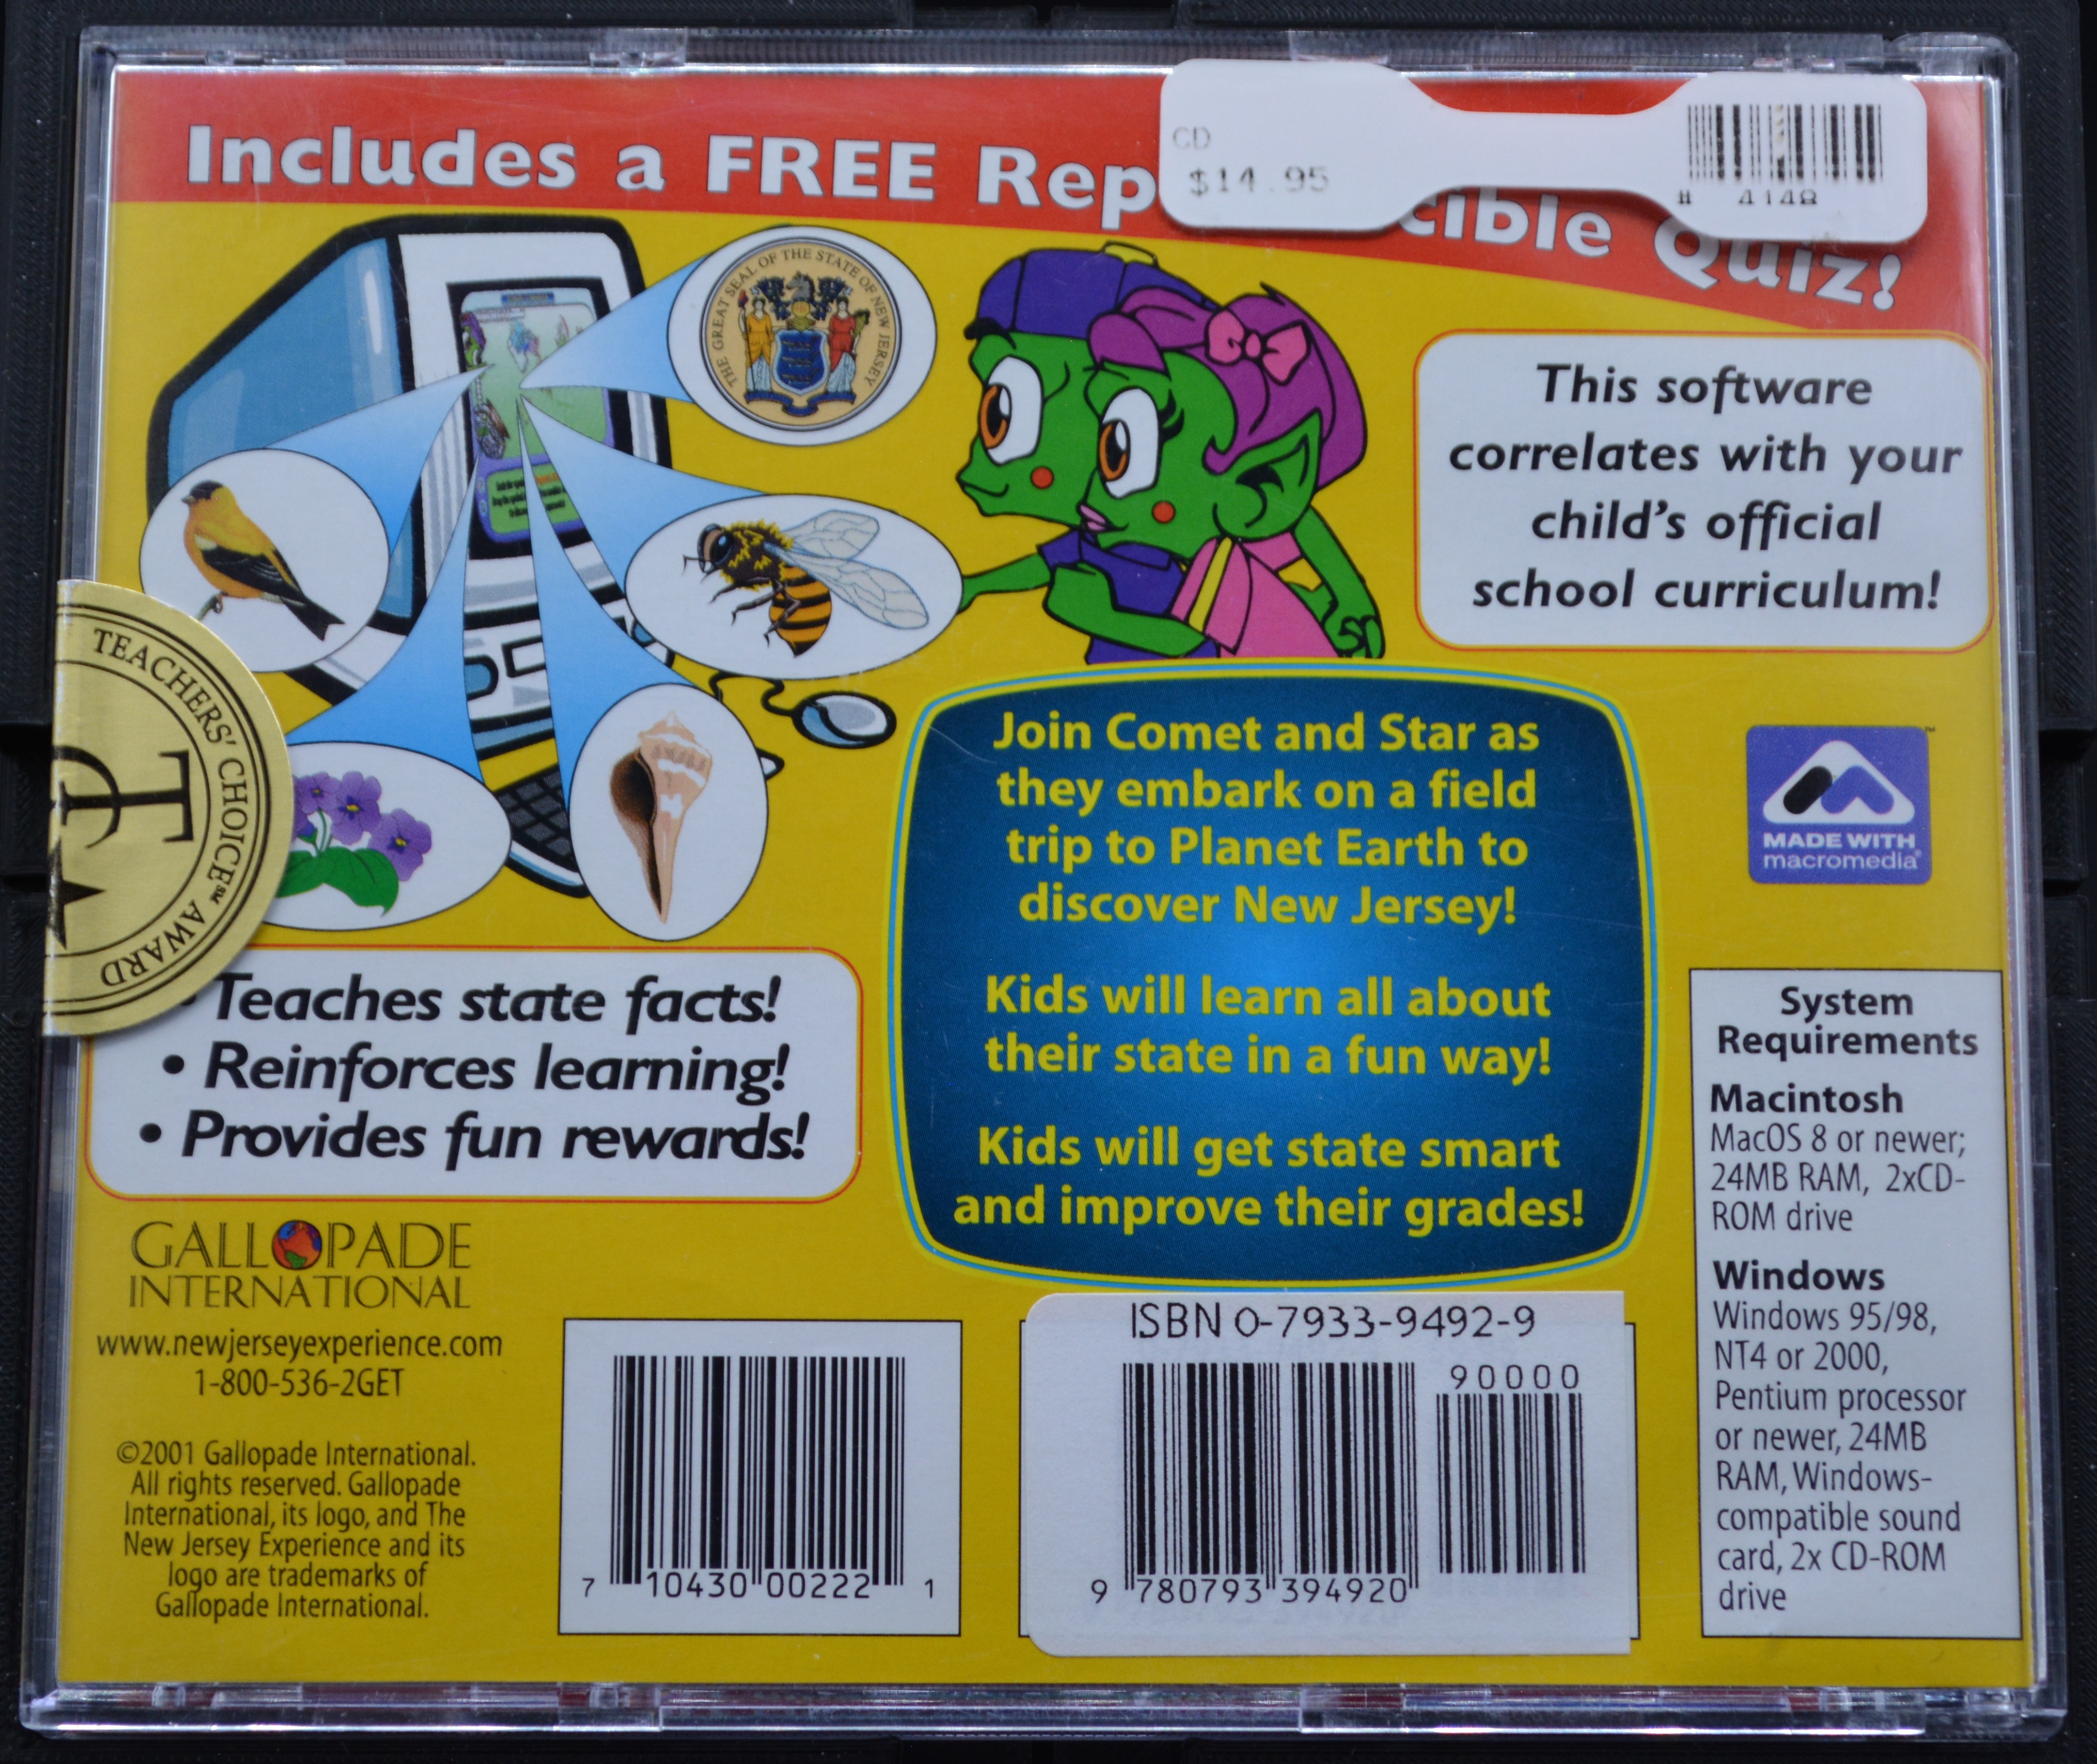 Includes a FREE Rep cible Quiz!
CD
$14.95
# 4148
THE GREAT SEAL OF THE STATE OF NEW JERSEY
This software
correlates with your
child's official
school curriculum!
TEACHERS' CHOICE℠ AWARD
TC
Join Comet and Star as
they embark on a field
trip to Planet Earth to
discover New Jersey!
Kids will learn all about
their state in a fun way!
Kids will get state smart
and improve their grades!
MADE WITH
macromedia®
™
• Teaches state facts!
• Reinforces learning!
• Provides fun rewards!
GALLOPADE
INTERNATIONAL
www.newjerseyexperience.com
1-800-536-2GET
©2001 Gallopade International.
All rights reserved. Gallopade
International, its logo, and The
New Jersey Experience and its
logo are trademarks of
Gallopade International.
7 10430 00222 1
ISBN 0-7933-9492-9
90000
9 780793 394920
System
Requirements
Macintosh
MacOS 8 or newer;
24MB RAM, 2xCD-
ROM drive
Windows
Windows 95/98,
NT4 or 2000,
Pentium processor
or newer, 24MB
RAM, Windows-
compatible sound
card, 2x CD-ROM
drive